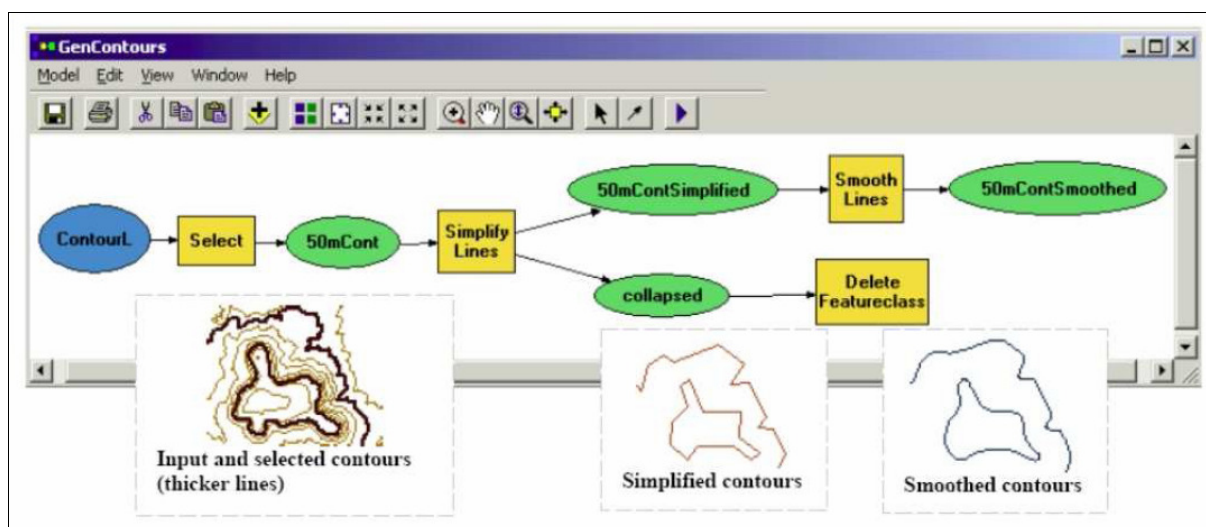 GenContours
Model Edit View Window Help
ContourL
Select
50mCont
Simplify
Lines
50mContSimplified
Smooth
Lines
50mContSmoothed
collapsed
Delete
Featureclass
Input and selected contours
(thicker lines)
Simplified contours
Smoothed contours